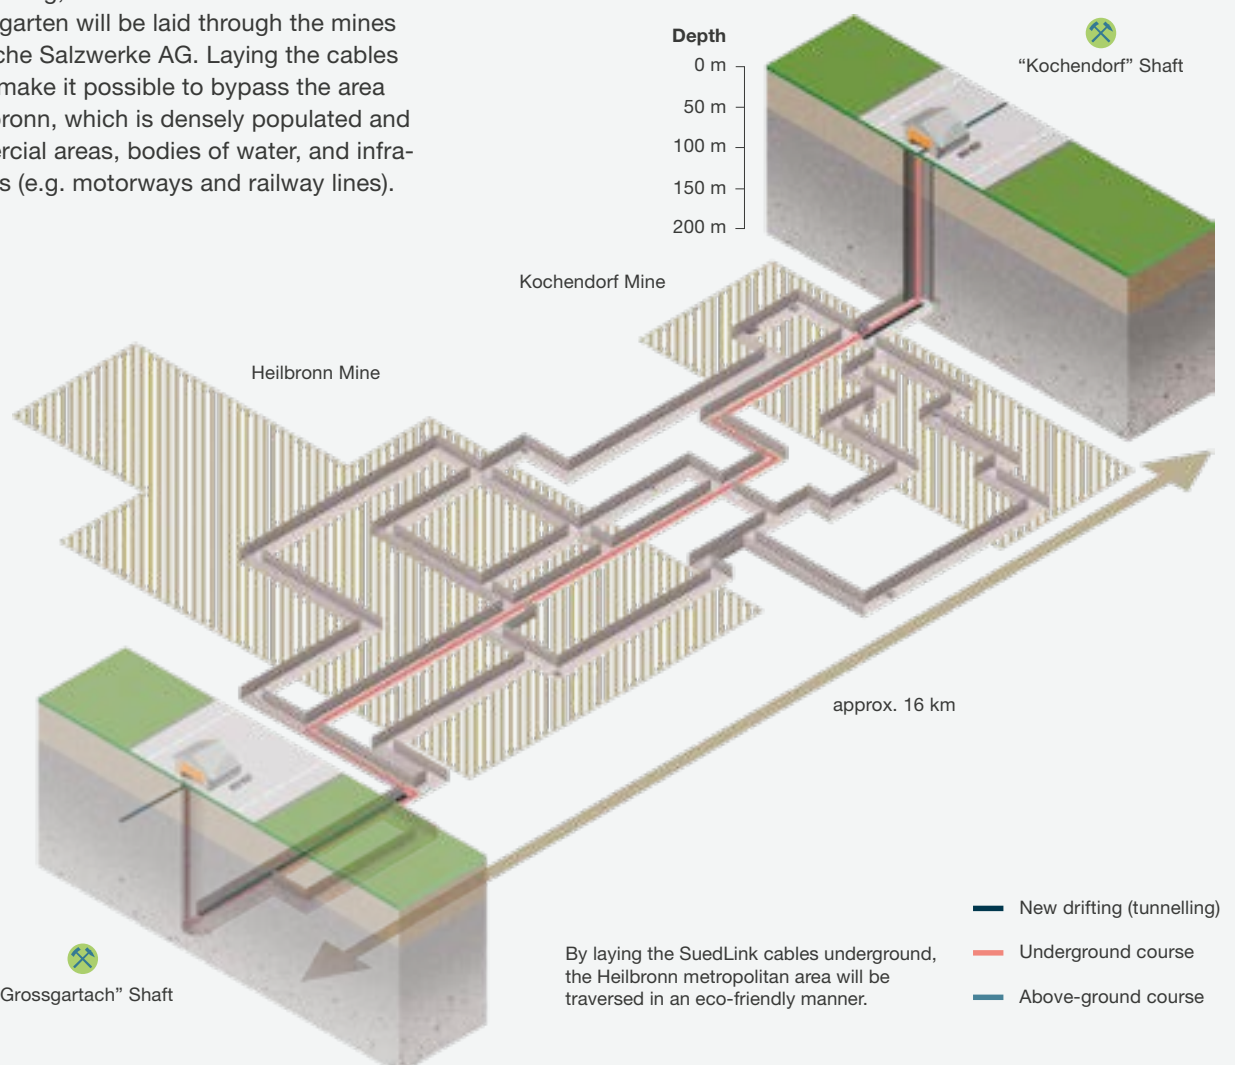 garten will be laid through the mines
che Salzwerke AG. Laying the cables
make it possible to bypass the area
bronn, which is densely populated and
ercial areas, bodies of water, and infra-
s (e.g. motorways and railway lines).
Depth
0 m
50 m
100 m
150 m
200 m
“Kochendorf” Shaft
Kochendorf Mine
Heilbronn Mine
approx. 16 km
Grossgartach” Shaft
By laying the SuedLink cables underground,
the Heilbronn metropolitan area will be
traversed in an eco-friendly manner.
New drifting (tunnelling)
Underground course
Above-ground course